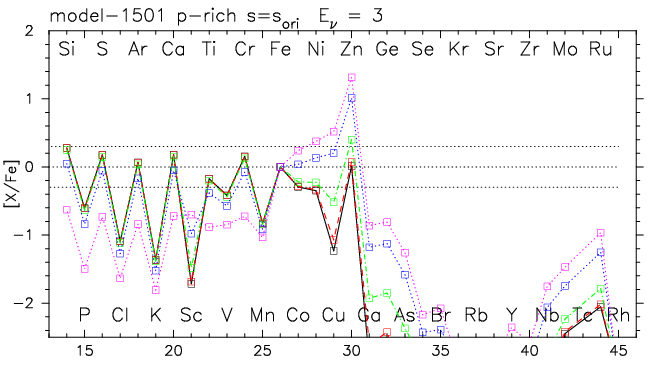 model-1501 p-rich s=s_ori E_ν = 3
2
Si S Ar Ca Ti Cr Fe Ni Zn Ge Se Kr Sr Zr Mo Ru
1
0
[X/Fe]
-1
-2
P Cl K Sc V Mn Co Cu Ga As Br Rb Y Nb Tc Rh
15 20 25 30 35 40 45